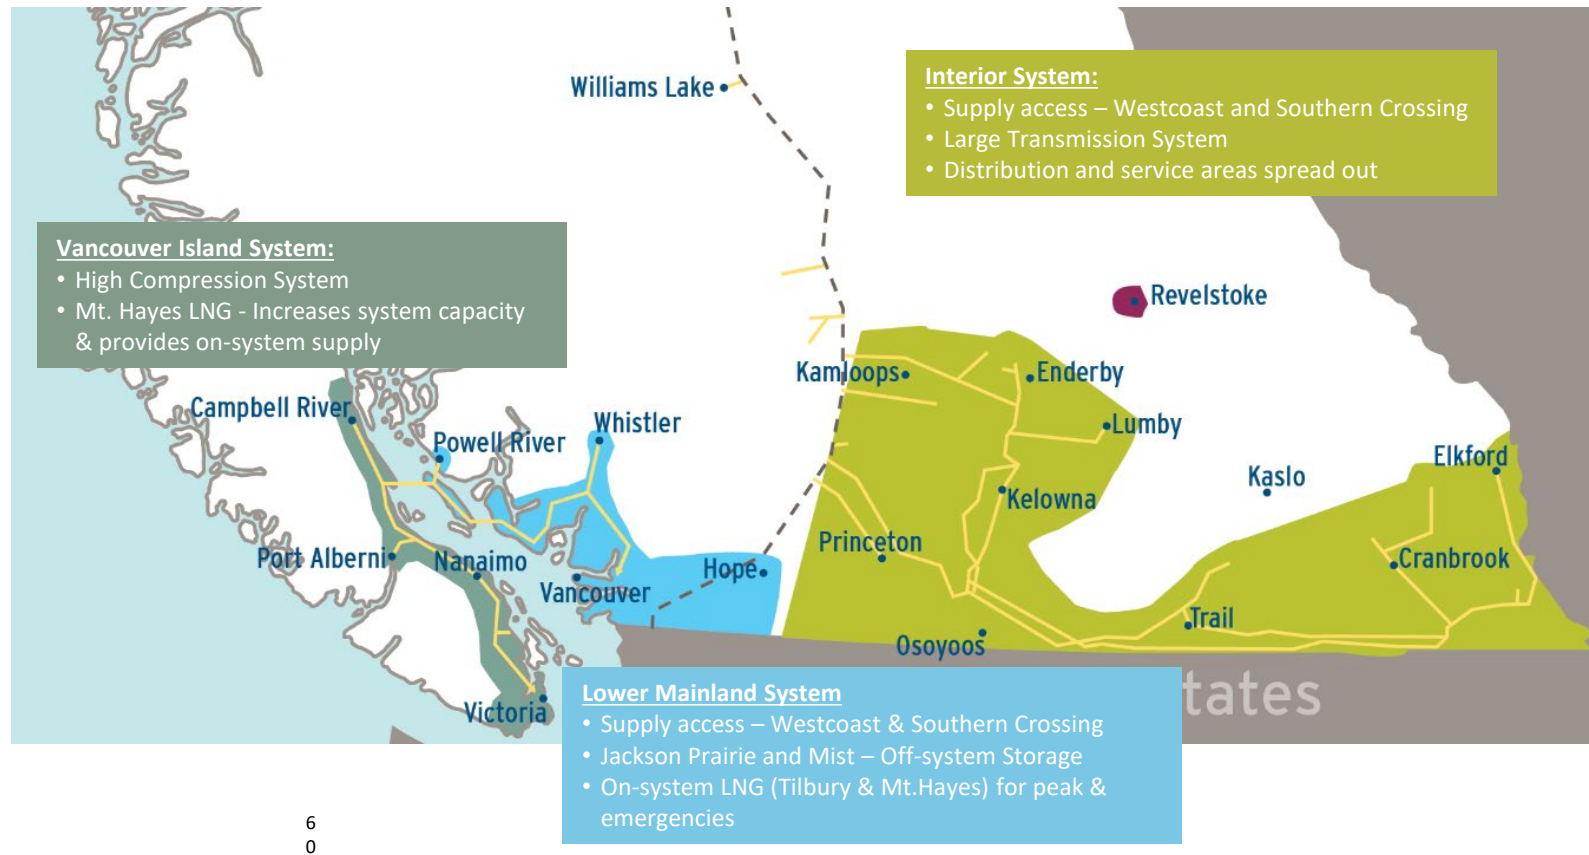 Williams Lake
Interior System:
• Supply access – Westcoast and Southern Crossing
• Large Transmission System
• Distribution and service areas spread out
Vancouver Island System:
• High Compression System
• Mt. Hayes LNG - Increases system capacity
& provides on-system supply
Revelstoke
Kamloops
Enderby
Campbell River
Powell River
Whistler
Lumby
Elkford
Kaslo
Kelowna
Princeton
Port Alberni
Nanaimo
Vancouver
Hope
Cranbrook
Trail
Osoyoos
Victoria
tates
Lower Mainland System
• Supply access – Westcoast & Southern Crossing
• Jackson Prairie and Mist – Off-system Storage
• On-system LNG (Tilbury & Mt.Hayes) for peak &
emergencies
6
0